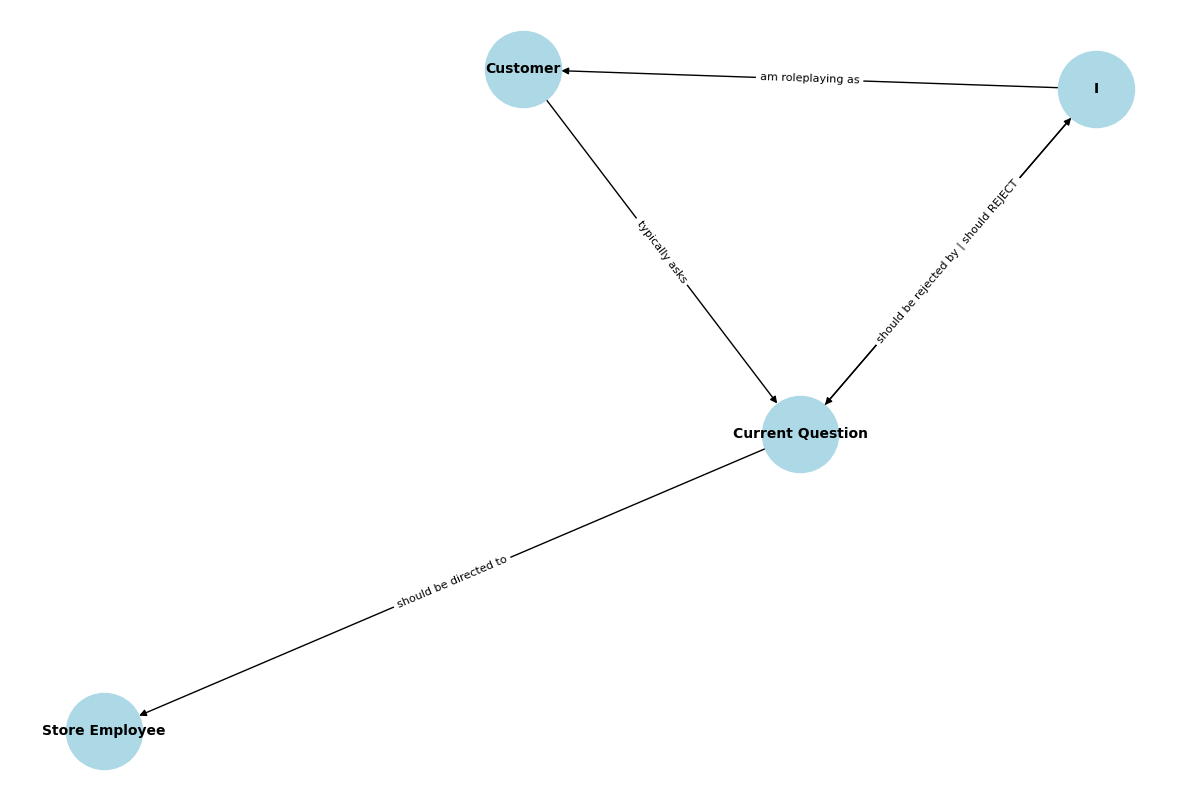 Customer
I
am roleplaying as
typically asks
should be rejected by | should REJECT
Current Question
should be directed to
Store Employee